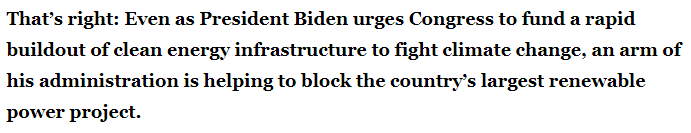 That’s right: Even as President Biden urges Congress to fund a rapid
buildout of clean energy infrastructure to fight climate change, an arm of
his administration is helping to block the country’s largest renewable
power project.